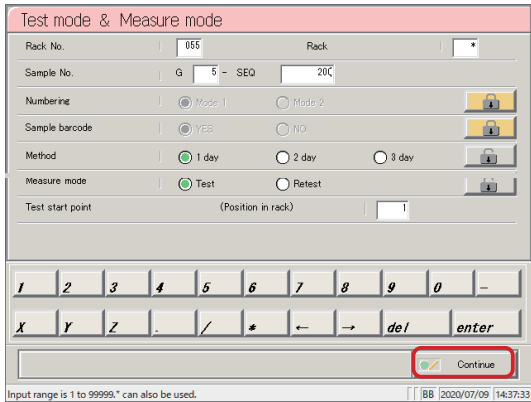 Test mode & Measure mode
Rack No. 055 Rack *
Sample No. G 5 - SEQ 20
Numbering Mode 1 Mode 2
Sample barcode YES NO
Method 1 day 2 day 3 day
Measure mode Test Retest
Test start point (Position in rack) 1
1 2 3 4 5 6 7 8 9 0 -
X Y Z . / * ← → del enter
Continue
Input range is 1 to 99999.* can also be used. BB 2020/07/09 14:37:33